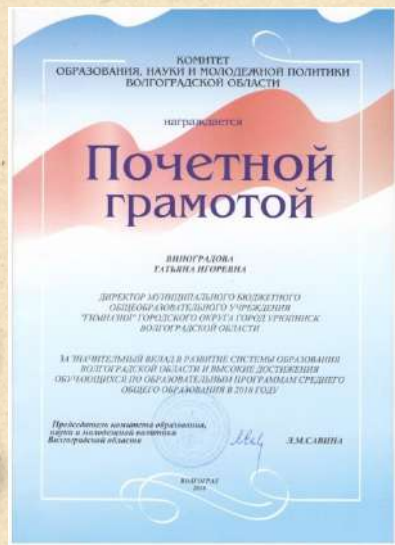 КОМИТЕТ
ОБРАЗОВАНИЯ, НАУКИ И МОЛОДЕЖНОЙ ПОЛИТИКИ
ВОЛГОГРАДСКОЙ ОБЛАСТИ
награждается
Почетной
грамотой
ВИНОГРАДОВА
ТАТЬЯНА ИГОРЕВНА
ДИРЕКТОР МУНИЦИПАЛЬНОГО БЮДЖЕТНОГО
ОБЩЕОБРАЗОВАТЕЛЬНОГО УЧРЕЖДЕНИЯ
"ГИМНАЗИЯ" ГОРОДСКОГО ОКРУГА ГОРОД УРЮПИНСК
ВОЛГОГРАДСКОЙ ОБЛАСТИ
ЗА ЗНАЧИТЕЛЬНЫЙ ВКЛАД В РАЗВИТИЕ СИСТЕМЫ ОБРАЗОВАНИЯ
ВОЛГОГРАДСКОЙ ОБЛАСТИ И ВЫСОКИЕ ДОСТИЖЕНИЯ
ОБУЧАЮЩИХСЯ ПО ОБРАЗОВАТЕЛЬНЫМ ПРОГРАММАМ СРЕДНЕГО
ОБЩЕГО ОБРАЗОВАНИЯ В 2018 ГОДУ
Председатель комитета образования,
науки и молодежной политики
Волгоградской области Л.М.САВИНА
ВОЛГОГРАД
2018